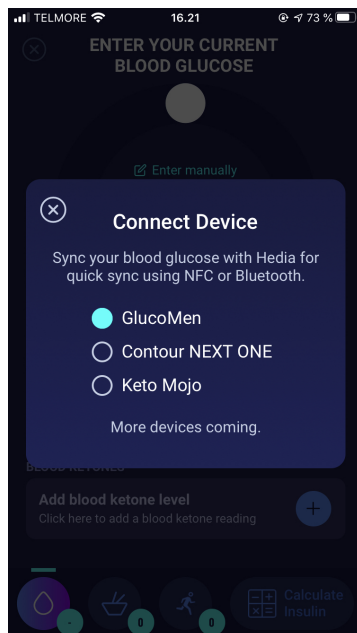 TELMORE 16.21 73 %
ENTER YOUR CURRENT
BLOOD GLUCOSE
Enter manually
Connect Device
Sync your blood glucose with Hedia for
quick sync using NFC or Bluetooth.
GlucoMen
Contour NEXT ONE
Keto Mojo
More devices coming.
BLOOD KETONES
Add blood ketone level
Click here to add a blood ketone reading
-
0
0
Calculate
Insulin